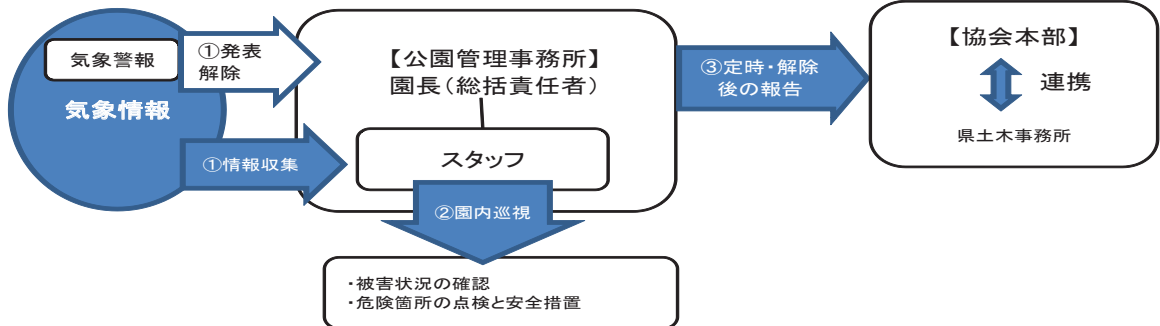 気象警報
気象情報
①発表
解除
①情報収集
【公園管理事務所】
園長(総括責任者)
スタッフ
②園内巡視
・被害状況の確認
・危険箇所の点検と安全措置
③定時・解除
後の報告
【協会本部】
連携
県土木事務所